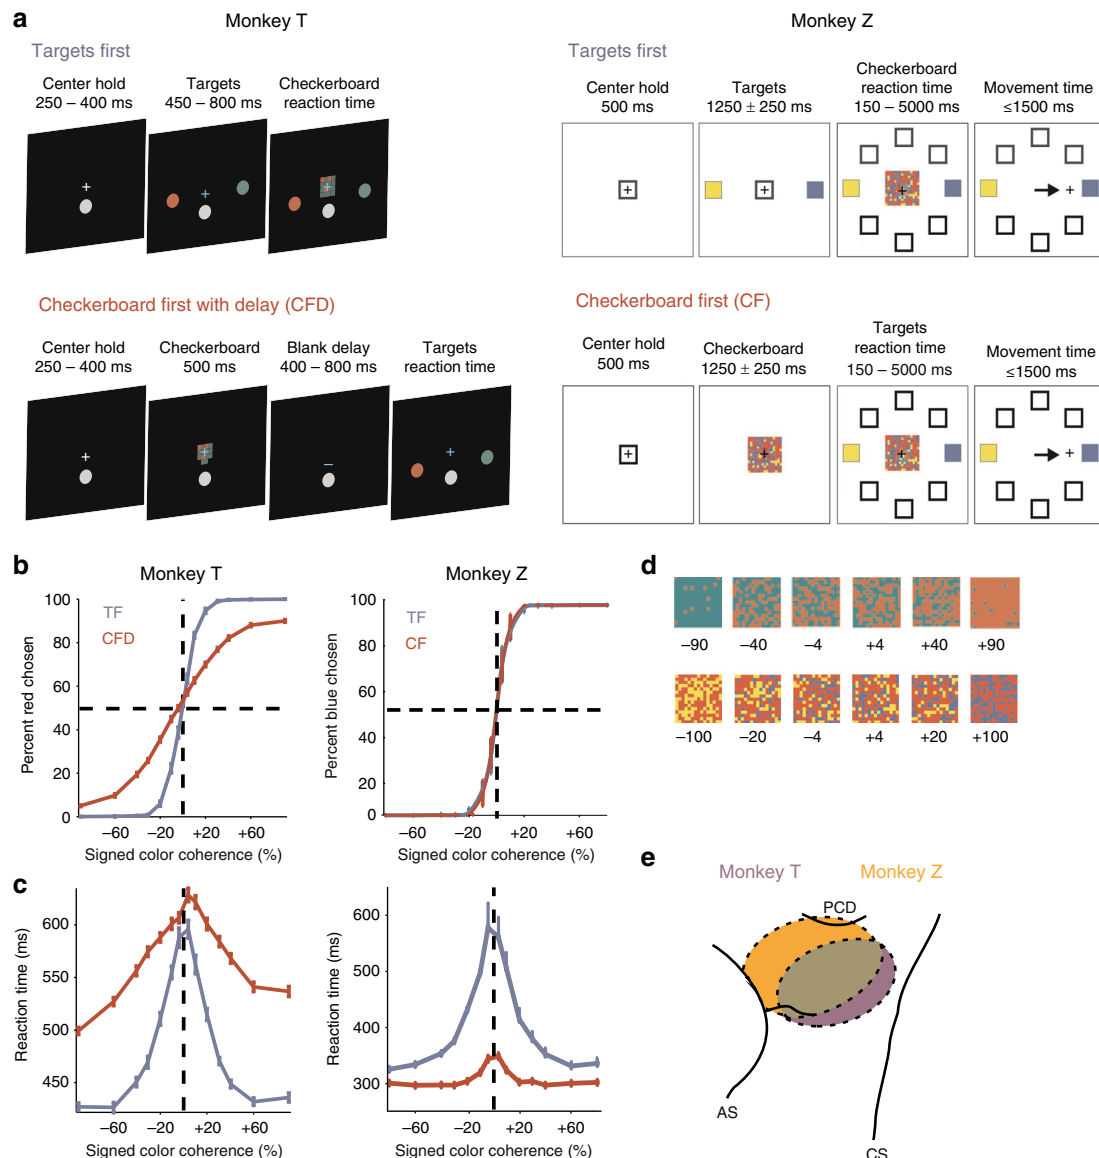 a
Monkey T
Monkey Z
Targets first
Center hold
250 – 400 ms
Targets
450 – 800 ms
Checkerboard
reaction time
Targets first
Center hold
500 ms
Targets
1250 ± 250 ms
Checkerboard
reaction time
150 – 5000 ms
Movement time
≤1500 ms
Checkerboard first with delay (CFD)
Center hold
250 – 400 ms
Checkerboard
500 ms
Blank delay
400 – 800 ms
Targets
reaction time
Checkerboard first (CF)
Center hold
500 ms
Checkerboard
1250 ± 250 ms
Targets
reaction time
150 – 5000 ms
Movement time
≤1500 ms
b
Monkey T
Percent red chosen
100
80
60
40
20
0
TF
CFD
−60
−20
+20
+60
Signed color coherence (%)
Monkey Z
Percent blue chosen
100
80
60
40
20
0
TF
CF
−60
−20
+20
+60
Signed color coherence (%)
c
Reaction time (ms)
600
550
500
450
−60
−20
+20
+60
Signed color coherence (%)
Reaction time (ms)
600
500
400
300
−60
−20
+20
+60
Signed color coherence (%)
d
−90
−40
−4
+4
+40
+90
−100
−20
−4
+4
+20
+100
e
Monkey T
Monkey Z
PCD
AS
CS